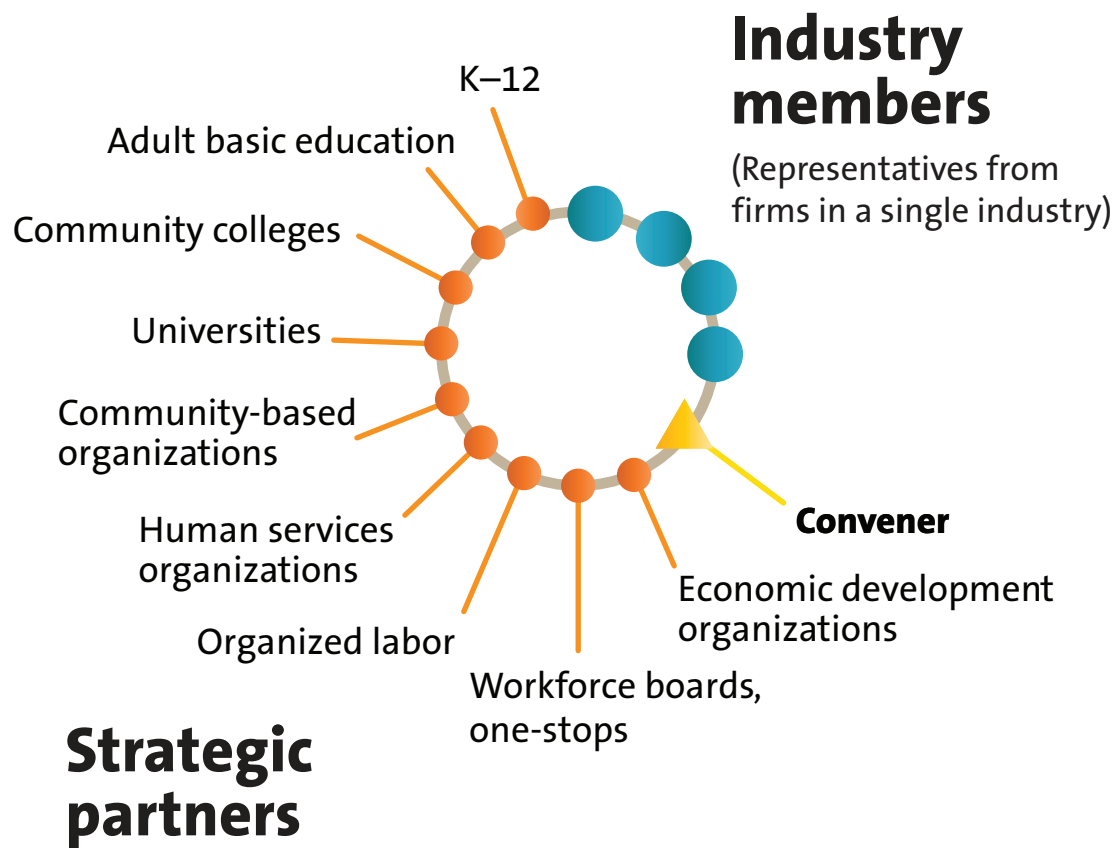 Industry
members
(Representatives from
firms in a single industry)
K–12
Adult basic education
Community colleges
Universities
Community-based
organizations
Human services
organizations
Organized labor
Workforce boards,
one-stops
Economic development
organizations
Convener
Strategic
partners